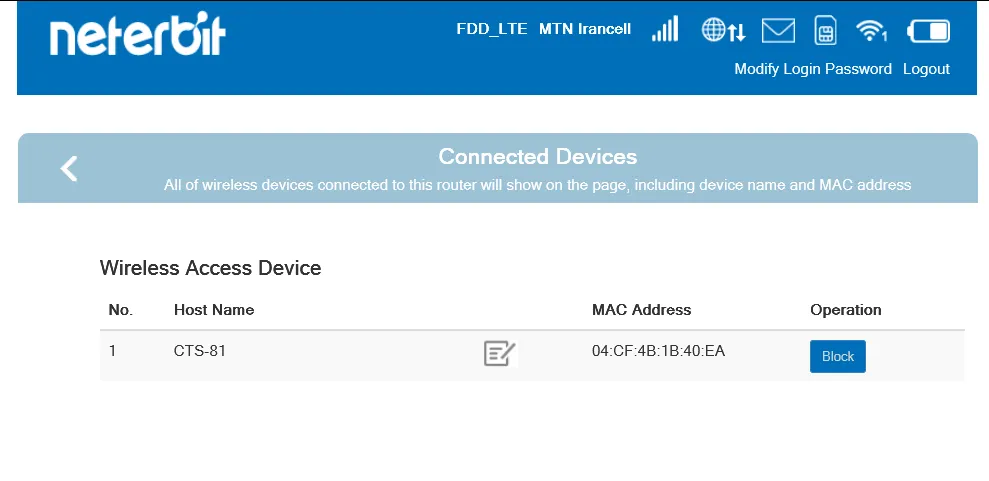 neterbit
FDD_LTE MTN Irancell
1
Modify Login Password Logout
Connected Devices
All of wireless devices connected to this router will show on the page, including device name and MAC address
Wireless Access Device
No. Host Name MAC Address Operation
1 CTS-81 04:CF:4B:1B:40:EA Block